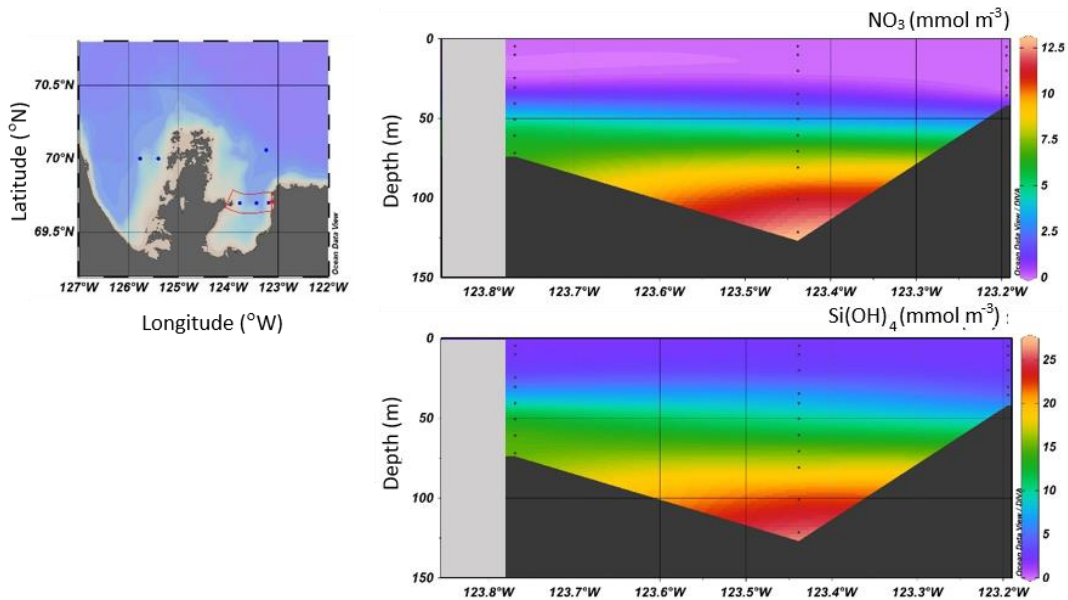 NO3 (mmol m-3)
0
50
100
150
Depth (m)
12.5
10
7.5
5
2.5
0
Ocean Data View / DIVA
123.8°W 123.7°W 123.6°W 123.5°W 123.4°W 123.3°W 123.2°W
70.5°N
70°N
69.5°N
Latitude (°N)
Ocean Data View
127°W 126°W 125°W 124°W 123°W 122°W
Longitude (°W)
Si(OH)4 (mmol m-3)
0
50
100
150
Depth (m)
25
20
15
10
5
0
Ocean Data View / DIVA
123.8°W 123.7°W 123.6°W 123.5°W 123.4°W 123.3°W 123.2°W